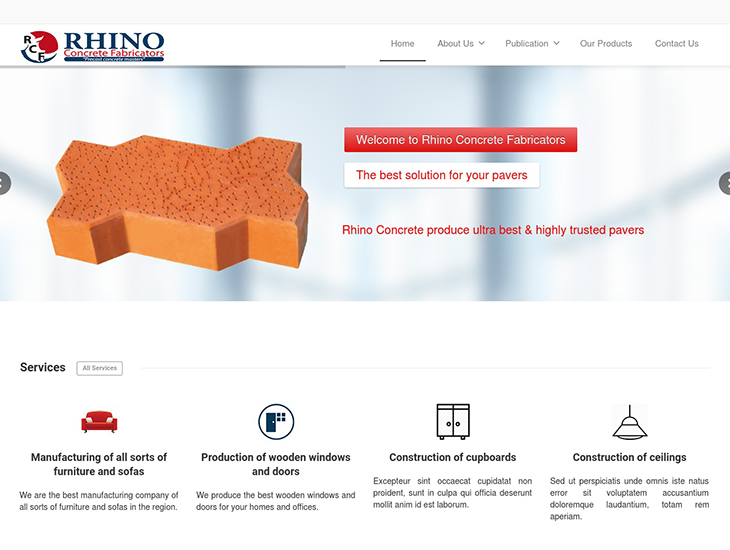 RCF
RHINO
Concrete Fabricators
"Precast concrete masters"
Home About Us Publication Our Products Contact Us
Welcome to Rhino Concrete Fabricators
The best solution for your pavers
Rhino Concrete produce ultra best & highly trusted pavers
Services All Services
Manufacturing of all sorts of
furniture and sofas
We are the best manufacturing company of
all sorts of furniture and sofas in the region.
Production of wooden windows
and doors
We produce the best wooden windows and
doors for your homes and offices.
Construction of cupboards
Excepteur sint occaecat cupidatat non
proident, sunt in culpa qui officia deserunt
mollit anim id est laborum.
Construction of ceilings
Sed ut perspiciatis unde omnis iste natus
error sit voluptatem accusantium
doloremque laudantium, totam rem
aperiam.